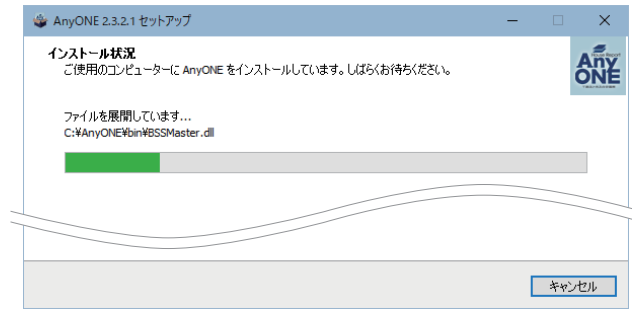 AnyONE 2.3.2.1 セットアップ
インストール状況
ご使用のコンピューターに AnyONE をインストールしています。しばらくお待ちください。
Any
ONE
ファイルを展開しています...
C:¥AnyONE¥bin¥BSSMaster.dll
キャンセル